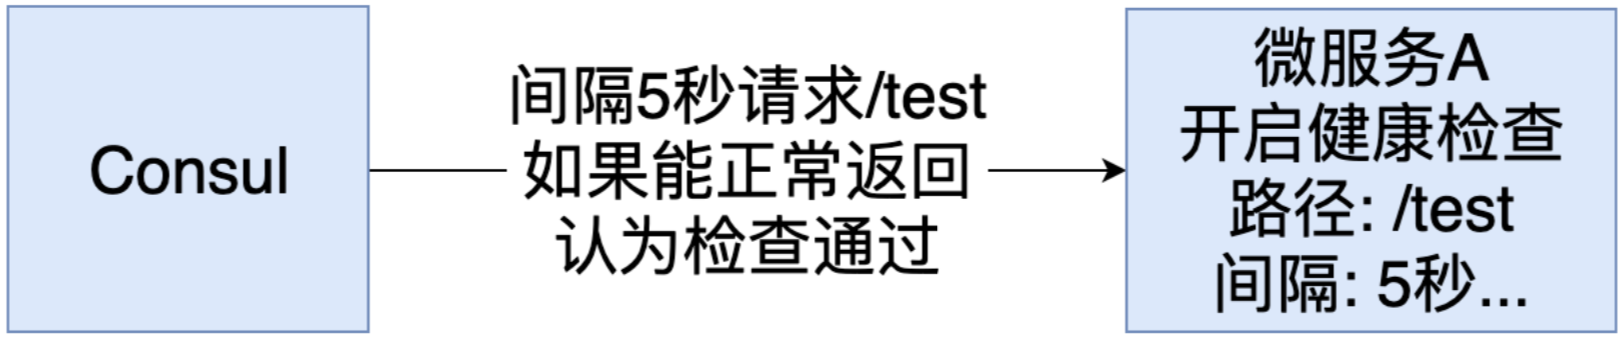 Consul
间隔5秒请求/test
如果能正常返回
认为检查通过
微服务A
开启健康检查
路径: /test
间隔: 5秒...